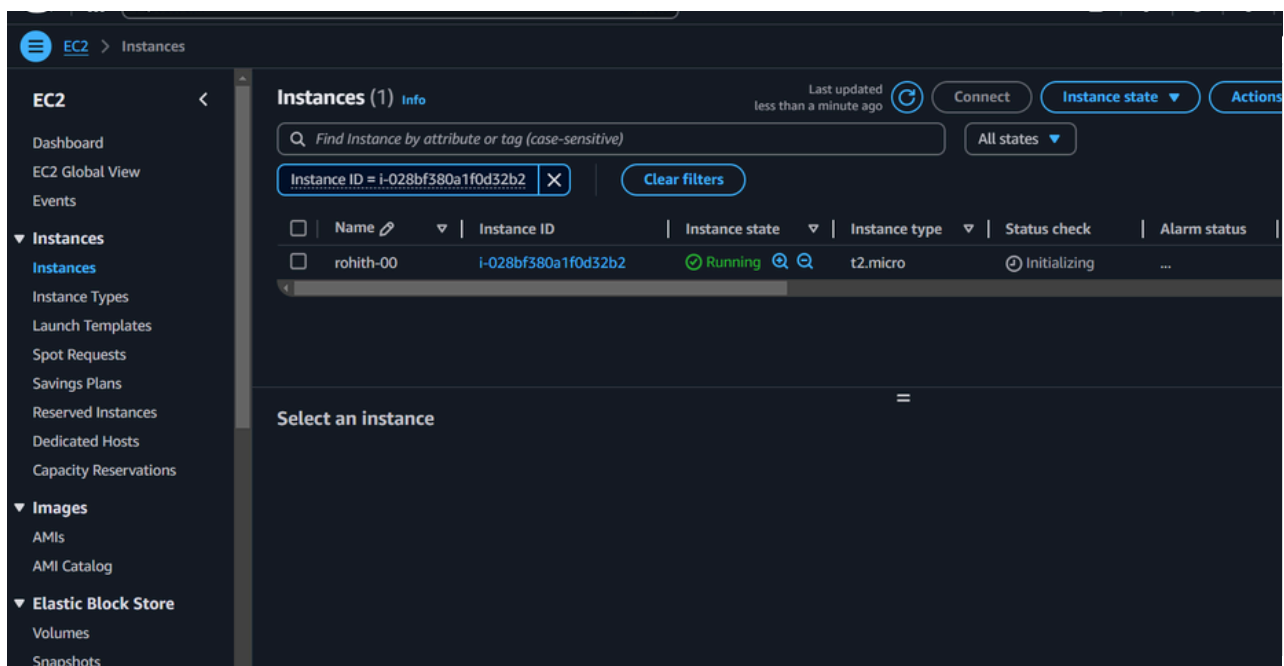 EC2 > Instances
EC2
Dashboard
EC2 Global View
Events
Instances
Instances
Instance Types
Launch Templates
Spot Requests
Savings Plans
Reserved Instances
Dedicated Hosts
Capacity Reservations
Images
AMIs
AMI Catalog
Elastic Block Store
Volumes
Snapshots
Instances (1) Info
Last updated
less than a minute ago
Connect
Instance state
Actions
Find Instance by attribute or tag (case-sensitive)
All states
Instance ID = i-028bf380a1f0d32b2
Clear filters
Name Instance ID Instance state Instance type Status check Alarm status
rohith-00 i-028bf380a1f0d32b2 Running t2.micro Initializing ...
Select an instance